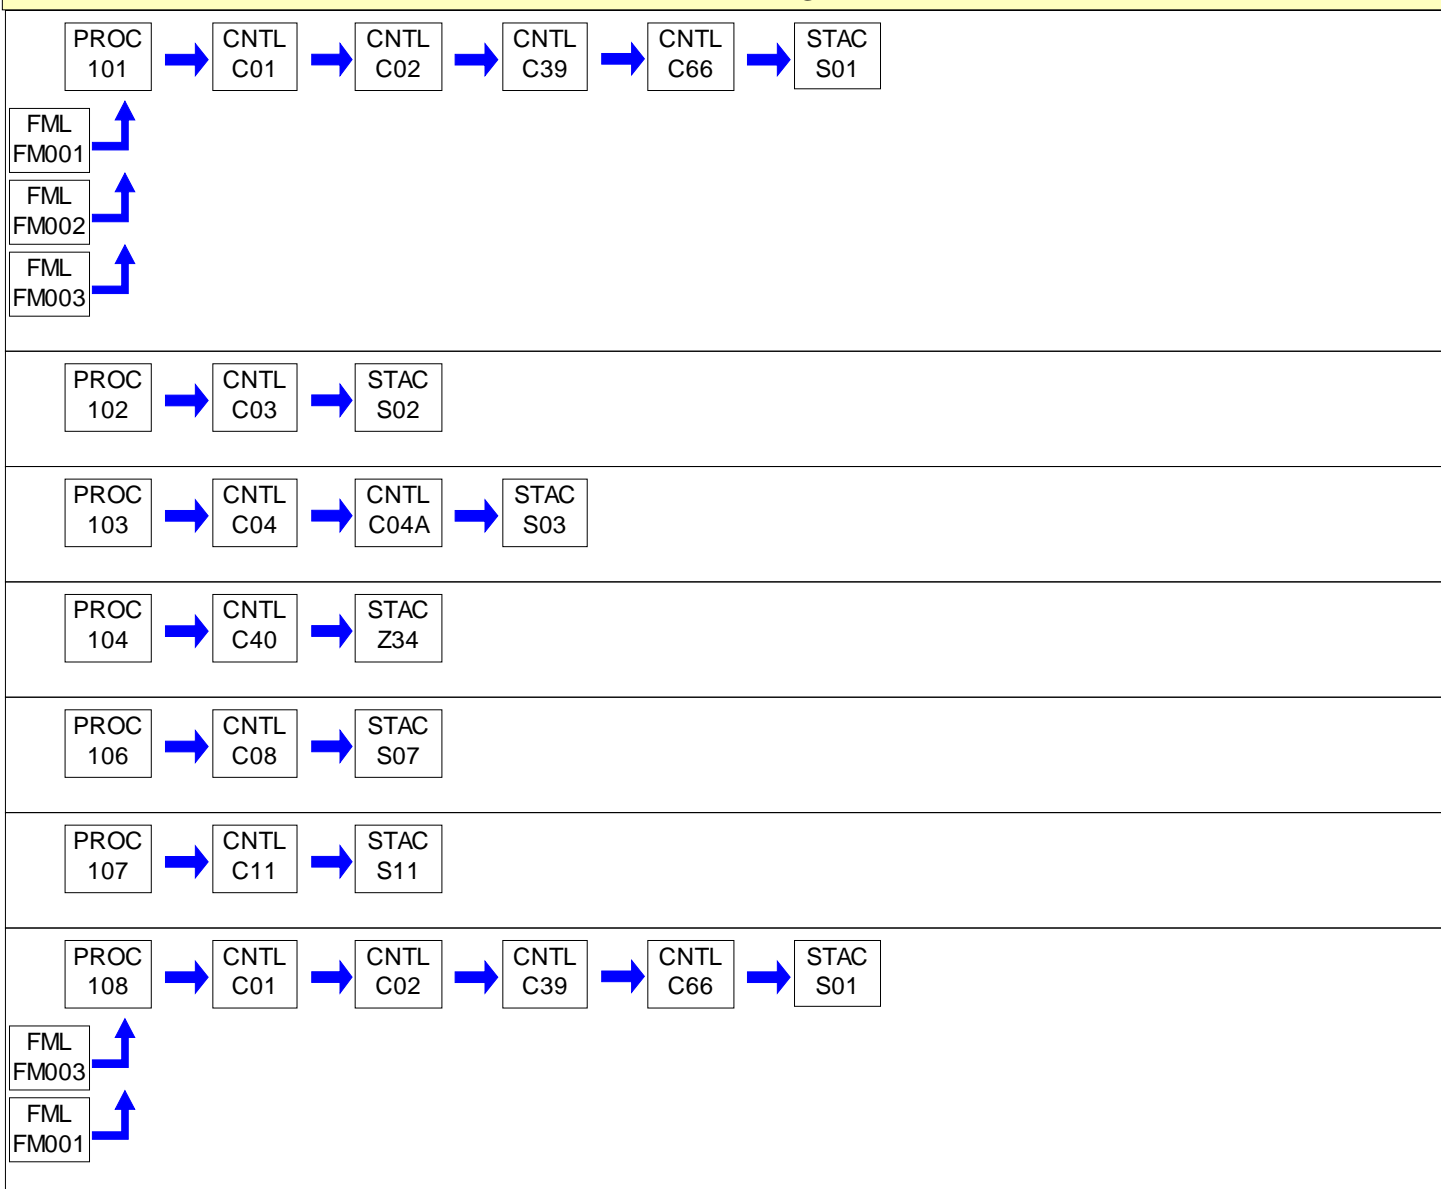 PROC CNTL CNTL CNTL CNTL STAC
101 C01 C02 C39 C66 S01
FML
FM001
FML
FM002
FML
FM003
PROC CNTL STAC
102 C03 S02
PROC CNTL CNTL STAC
103 C04 C04A S03
PROC CNTL STAC
104 C40 Z34
PROC CNTL STAC
106 C08 S07
PROC CNTL STAC
107 C11 S11
PROC CNTL CNTL CNTL CNTL STAC
108 C01 C02 C39 C66 S01
FML
FM003
FML
FM001